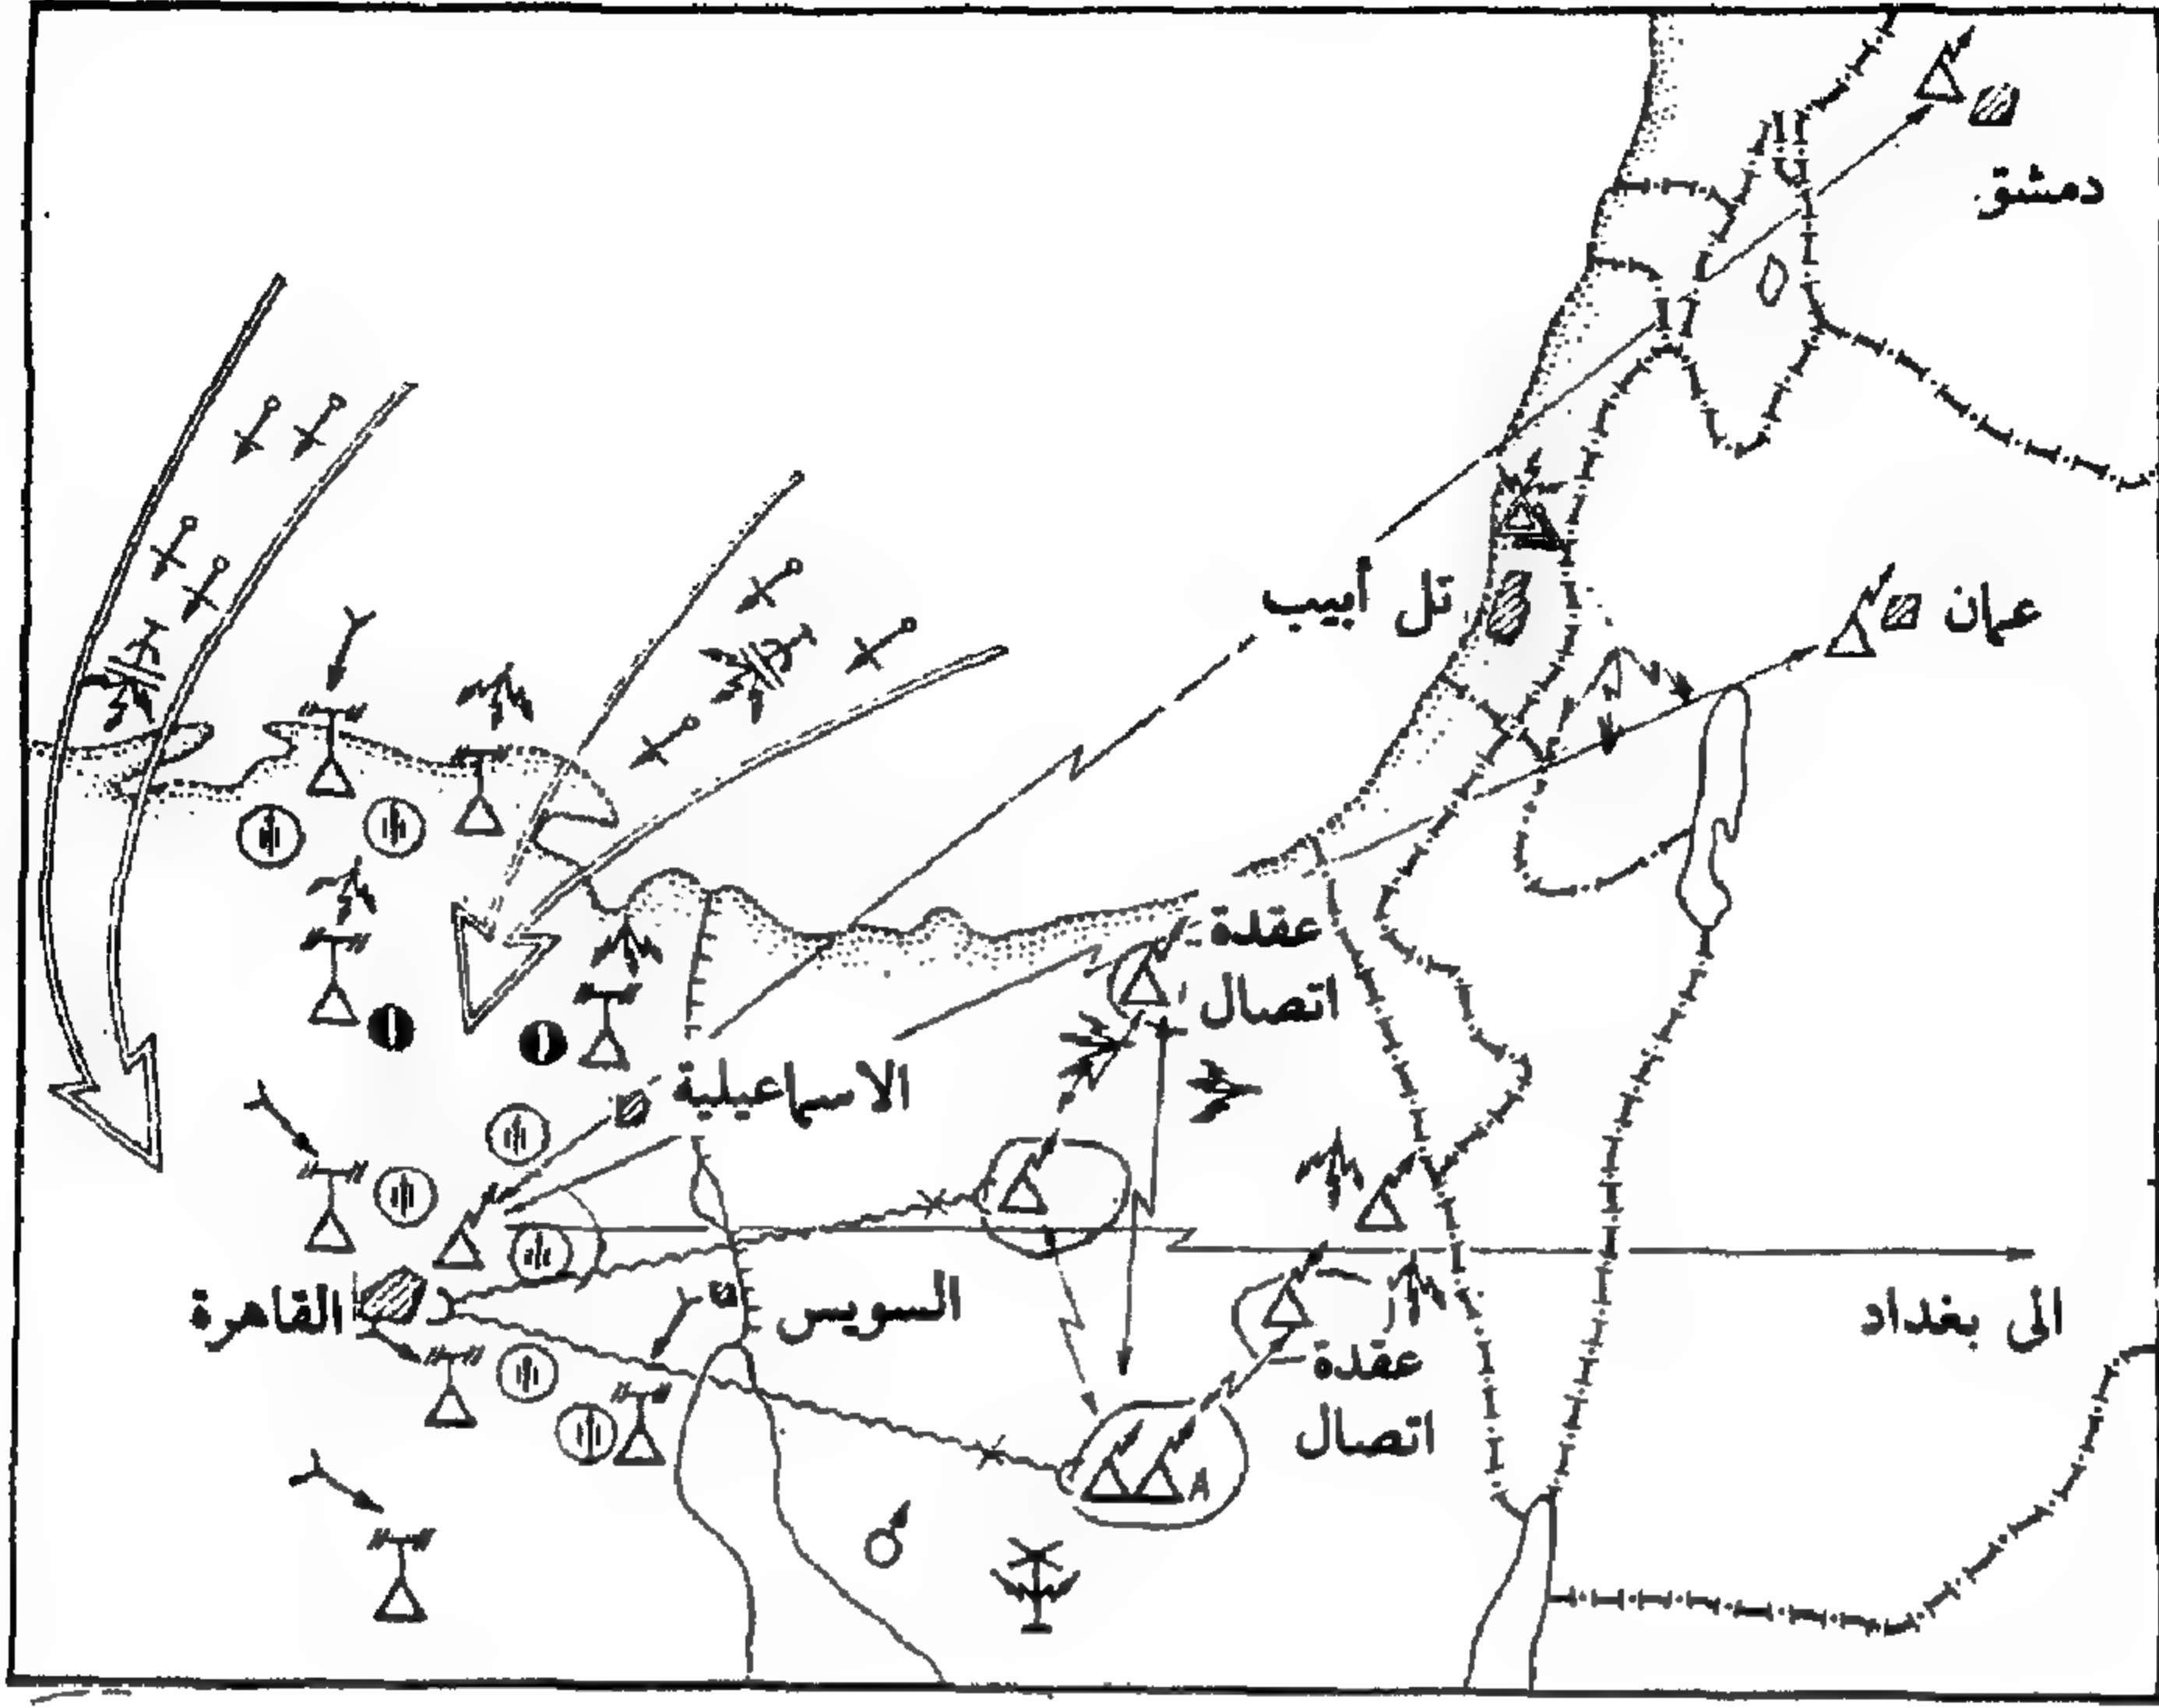 دمشق
تل أبيب
عمان
عقدة
اتصال
الاسماعيلية
القاهرة
السويس
الى بغداد
عقدة
اتصال
A